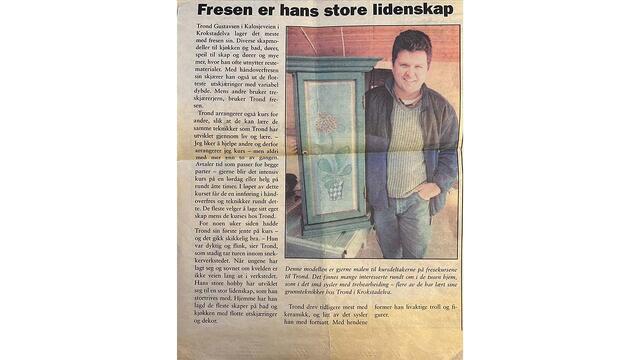 Fresen er hans store lidenskap
Trond Gustavsen i Kalosjeveien i
Krokstadelva lager det meste
med fresen sin. Diverse skapmo-
deller til kjøkken og bad, dører,
speil til skap og dører og mye
mer, hvor han ofte utnytter reste-
materialer. Med håndoverfresen
sin skjærer han også ut de flot-
teste utskjæringer med variabel
dybde. Mens andre bruker tre-
skjærerjern, bruker Trond fre-
sen.
Trond arrangerer også kurs for
andre, slik at de kan lære de
samme teknikker som Trond har
utviklet gjennom liv og lære. –
Jeg liker å hjelpe andre og derfor
arrangerer jeg kurs – men aldri
med mer enn to av gangen.
Avtaler tid som passer for begge
parter – gjerne blir det intensiv
kurs på en lørdag eller helg på
rundt åtte timer. I løpet av dette
kurset får de en innføring i hånd-
overfres og teknikker rundt det-
te. De fleste velger å lage sitt eget
skap mens de kurses hos Trond.
For noen uker siden hadde
Trond sin første jente på kurs –
og det gikk skikkelig bra. – Hun
var dyktig og flink, sier Trond,
som stadig tar turen innom snek-
kerverkstedet. Når ungene har
lagt seg og sovnet om kvelden er
ikke veien lang ut i verkstedet.
Hans store hobby har utviklet
seg til en stor lidenskap, som han
stortrives med. Hjemme har han
lagd de fleste skaper på bad og
kjøkken med flotte utskjæringer
og dekor.
Denne modellen er gjerne malen til kursdeltakerne på fresekursene
til Trond. Det finnes mange interesserte rundt om i de tusen hjem,
som i det små sysler med trebearbeiding – flere av de har lært sine
grunnteknikker hos Trond i Krokstadelva.
Trond drev tidligere mest med
keramikk, og litt av det sysler
han med fortsatt. Med hendene
former han livaktige troll og fi-
gurer.